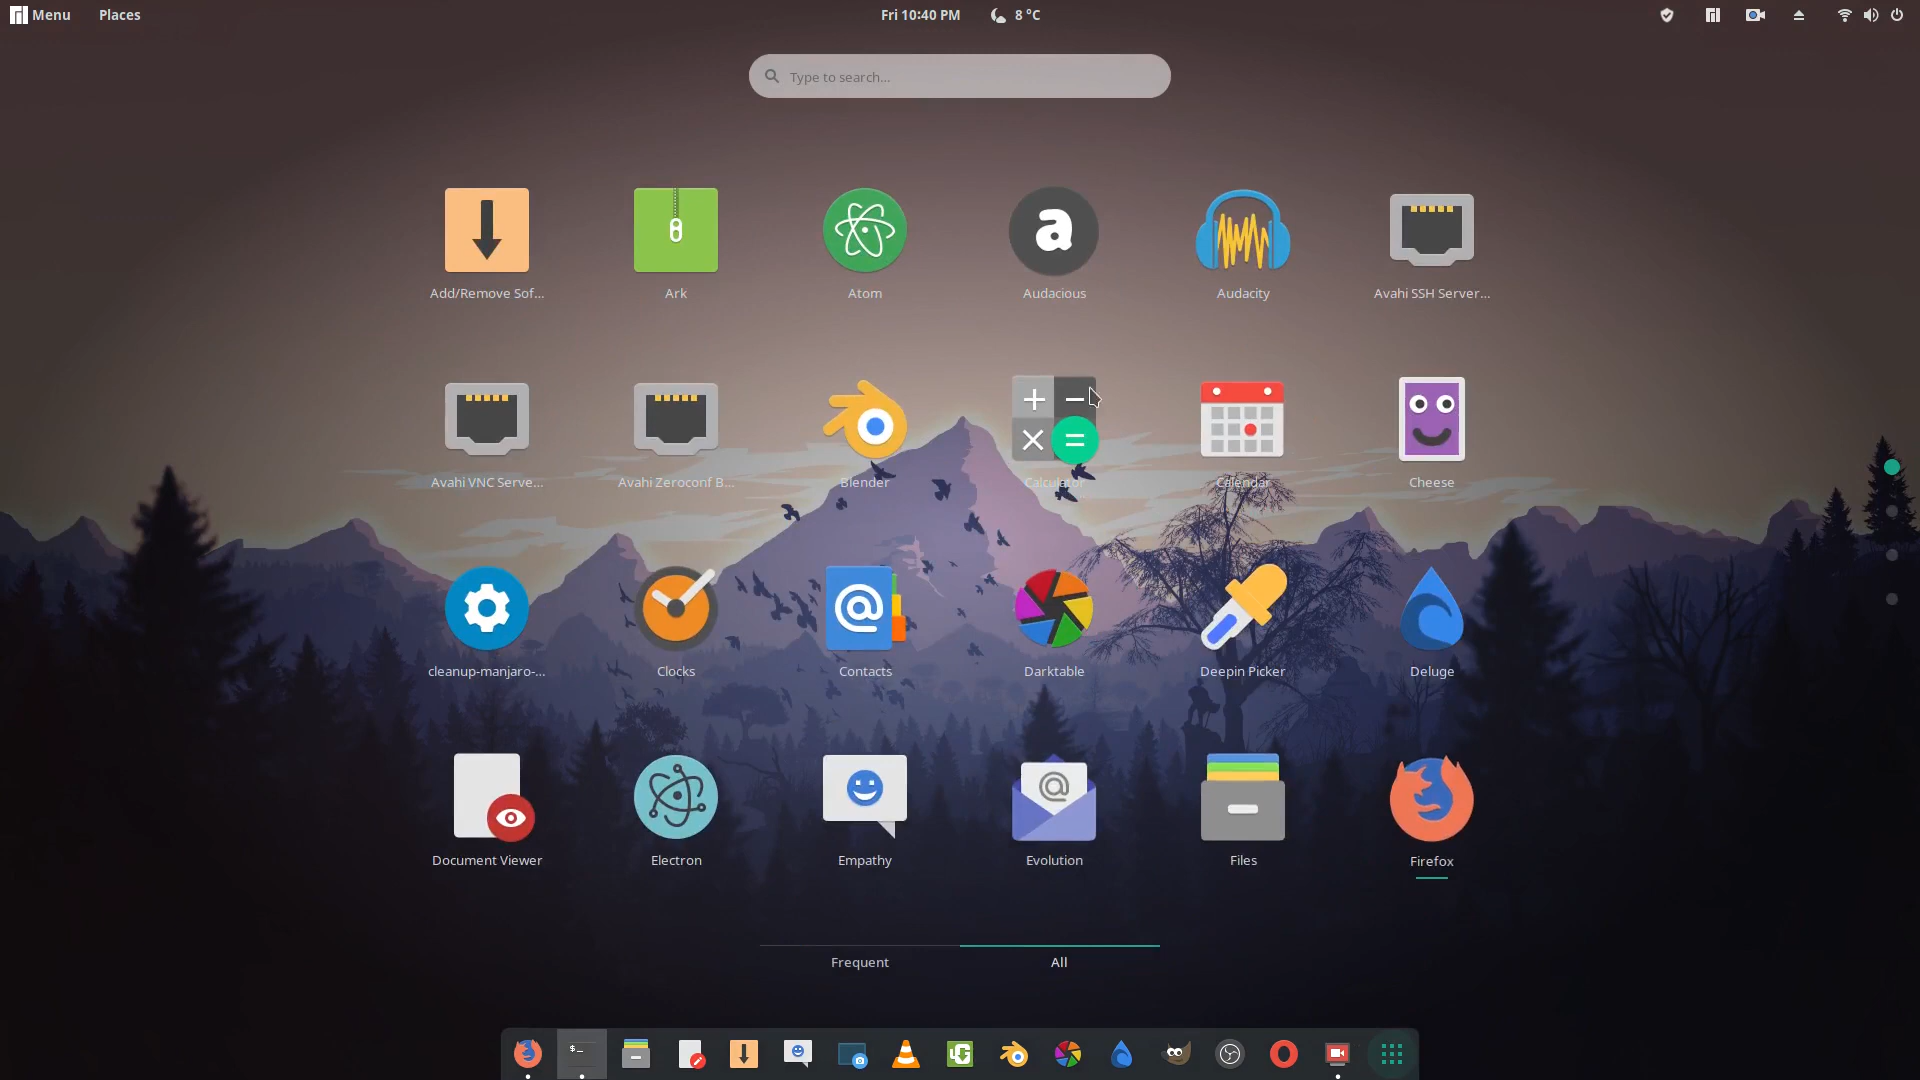 Menu Places Fri 10:40 PM 8 °C
Type to search...
Add/Remove Sof... Ark Atom Audacious Audacity Avahi SSH Server...
Avahi VNC Serve... Avahi Zeroconf B... Blender Calculator Calendar Cheese
cleanup-manjaro-... Clocks Contacts Darktable Deepin Picker Deluge
Document Viewer Electron Empathy Evolution Files Firefox
Frequent All